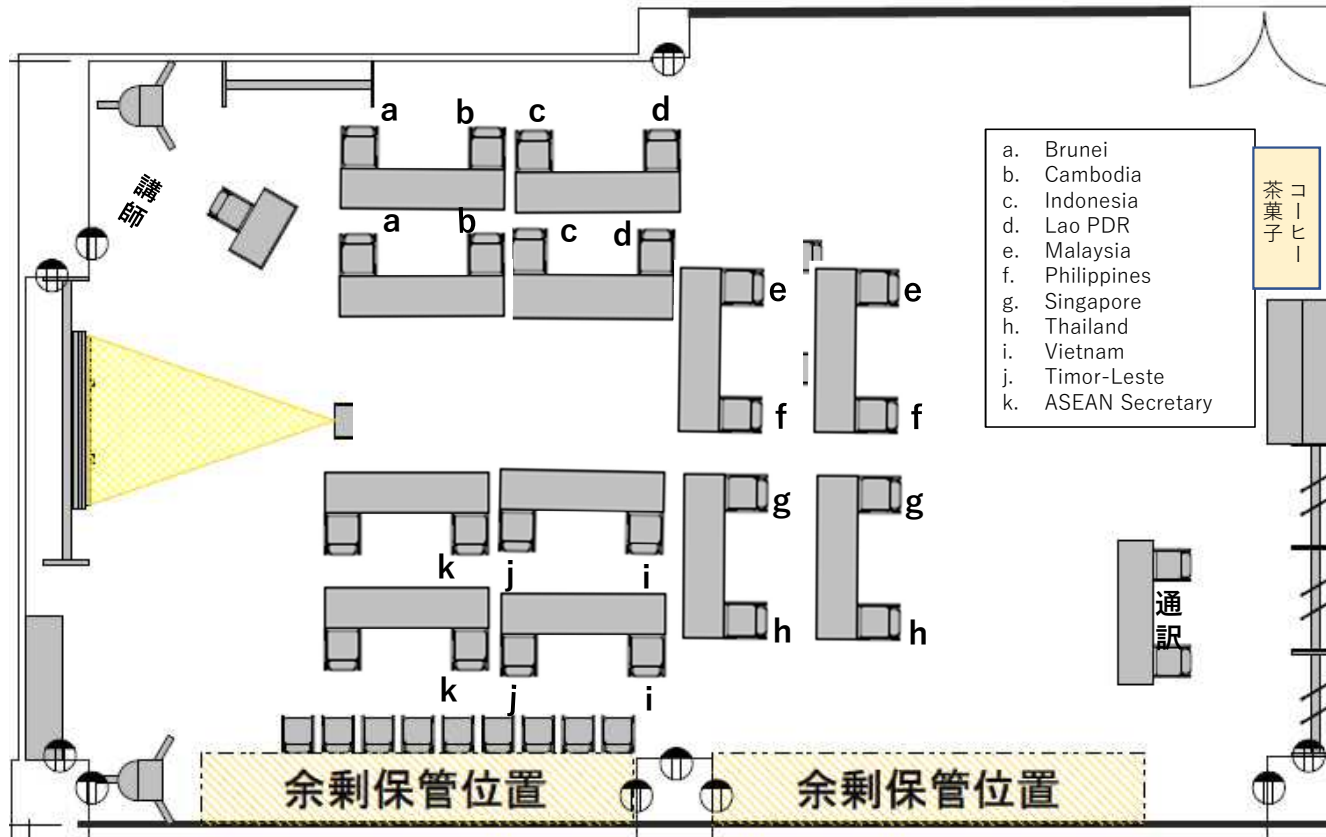 a b c d
講師
a b c d
a. Brunei
b. Cambodia
c. Indonesia
d. Lao PDR
e. Malaysia
f. Philippines
g. Singapore
h. Thailand
i. Vietnam
j. Timor-Leste
k. ASEAN Secretary
コーヒー
茶菓子
e e
f f
g g
k j i
h h
通訳
k j i
余剰保管位置 余剰保管位置